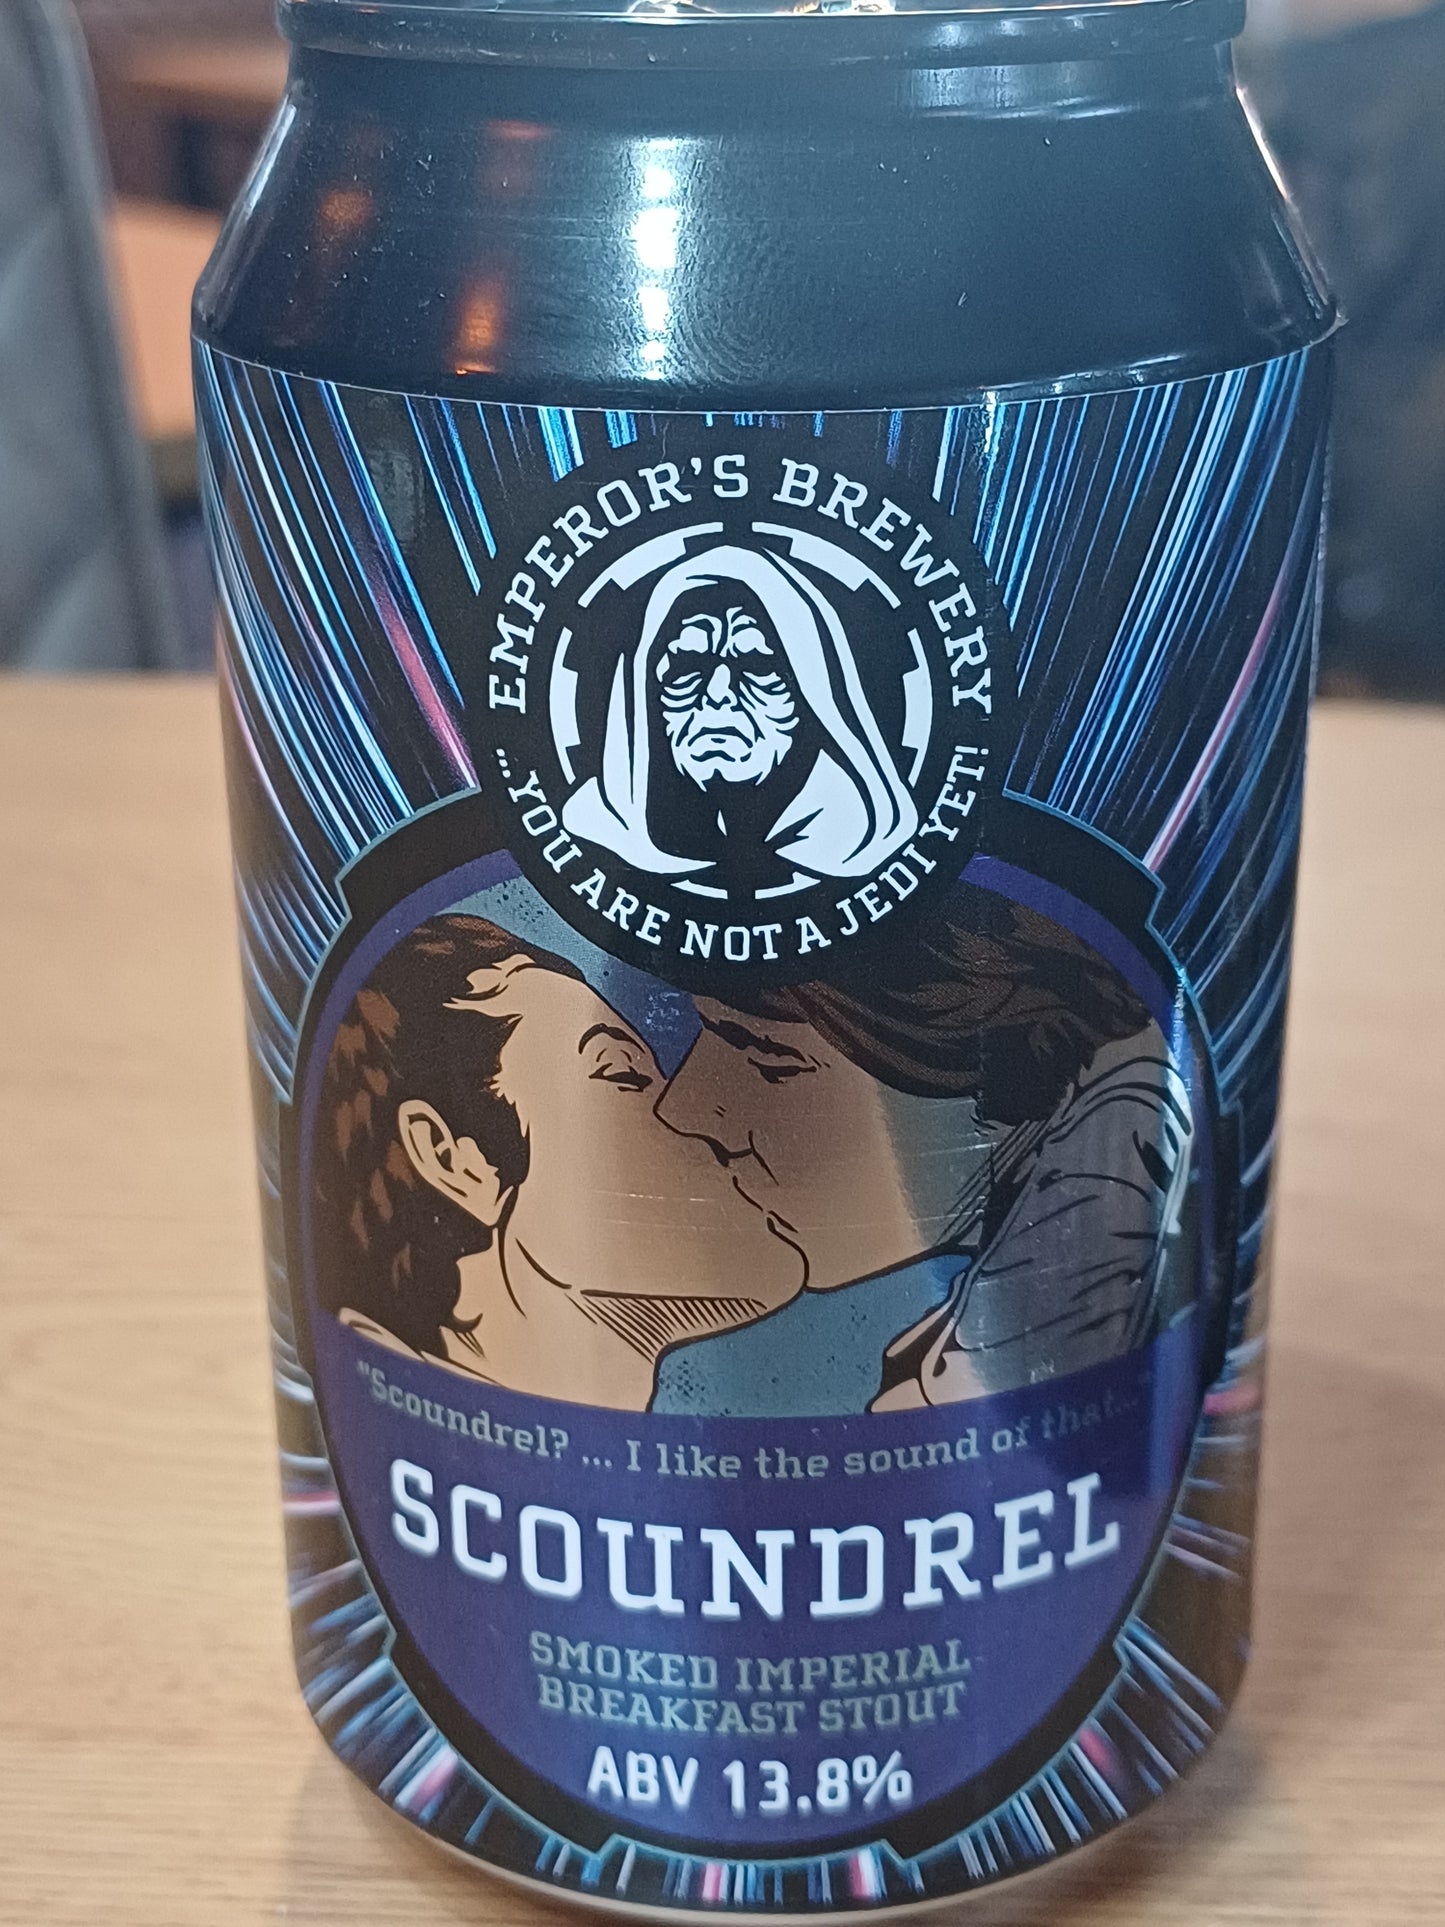 EMPEROR'S BREWERY
...YOU ARE NOT A JEDI YET!
"Scoundrel? ... I like the sound of that...
SCOUNDREL
SMOKED IMPERIAL
BREAKFAST STOUT
ABV 13.8%